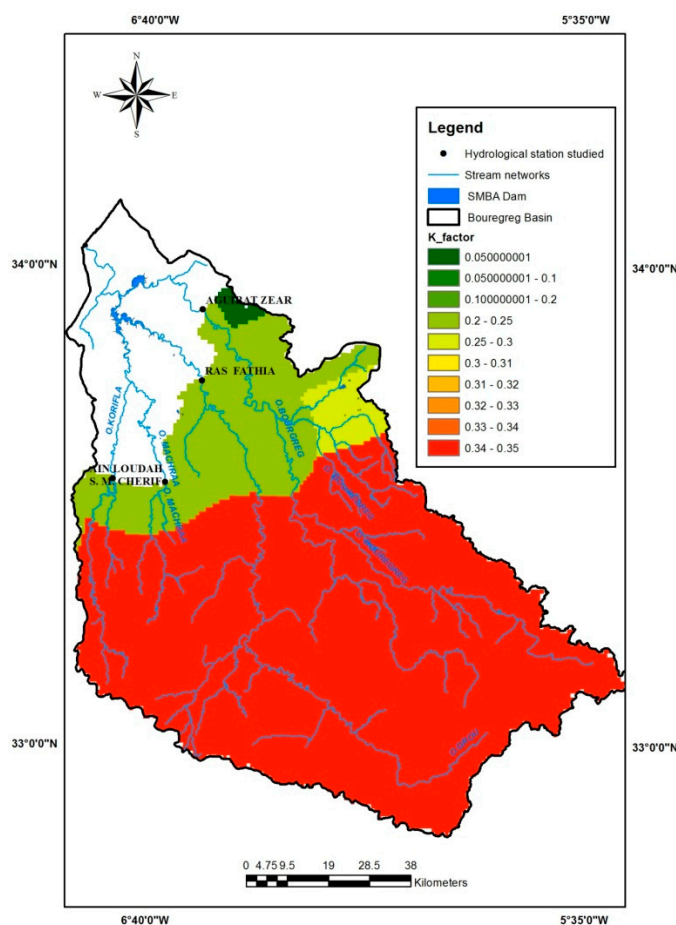 6°40'0"W 5°35'0"W
N
W E
S
Legend
Hydrological station studied
Stream networks
SMBA Dam
Bouregreg Basin
K_factor
0.050000001
0.050000001 - 0.1
0.100000001 - 0.2
0.2 - 0.25
0.25 - 0.3
0.3 - 0.31
0.31 - 0.32
0.32 - 0.33
0.33 - 0.34
0.34 - 0.35
34°0'0"N 34°0'0"N
ZEAR
RAS FATHIA
O.KORIFLA
O.BOUREGREG
O. MACHRAA
LOUDAH
S. M. CHERIF
33°0'0"N 33°0'0"N
0 4.75 9.5 19 28.5 38
Kilometers
6°40'0"W 5°35'0"W